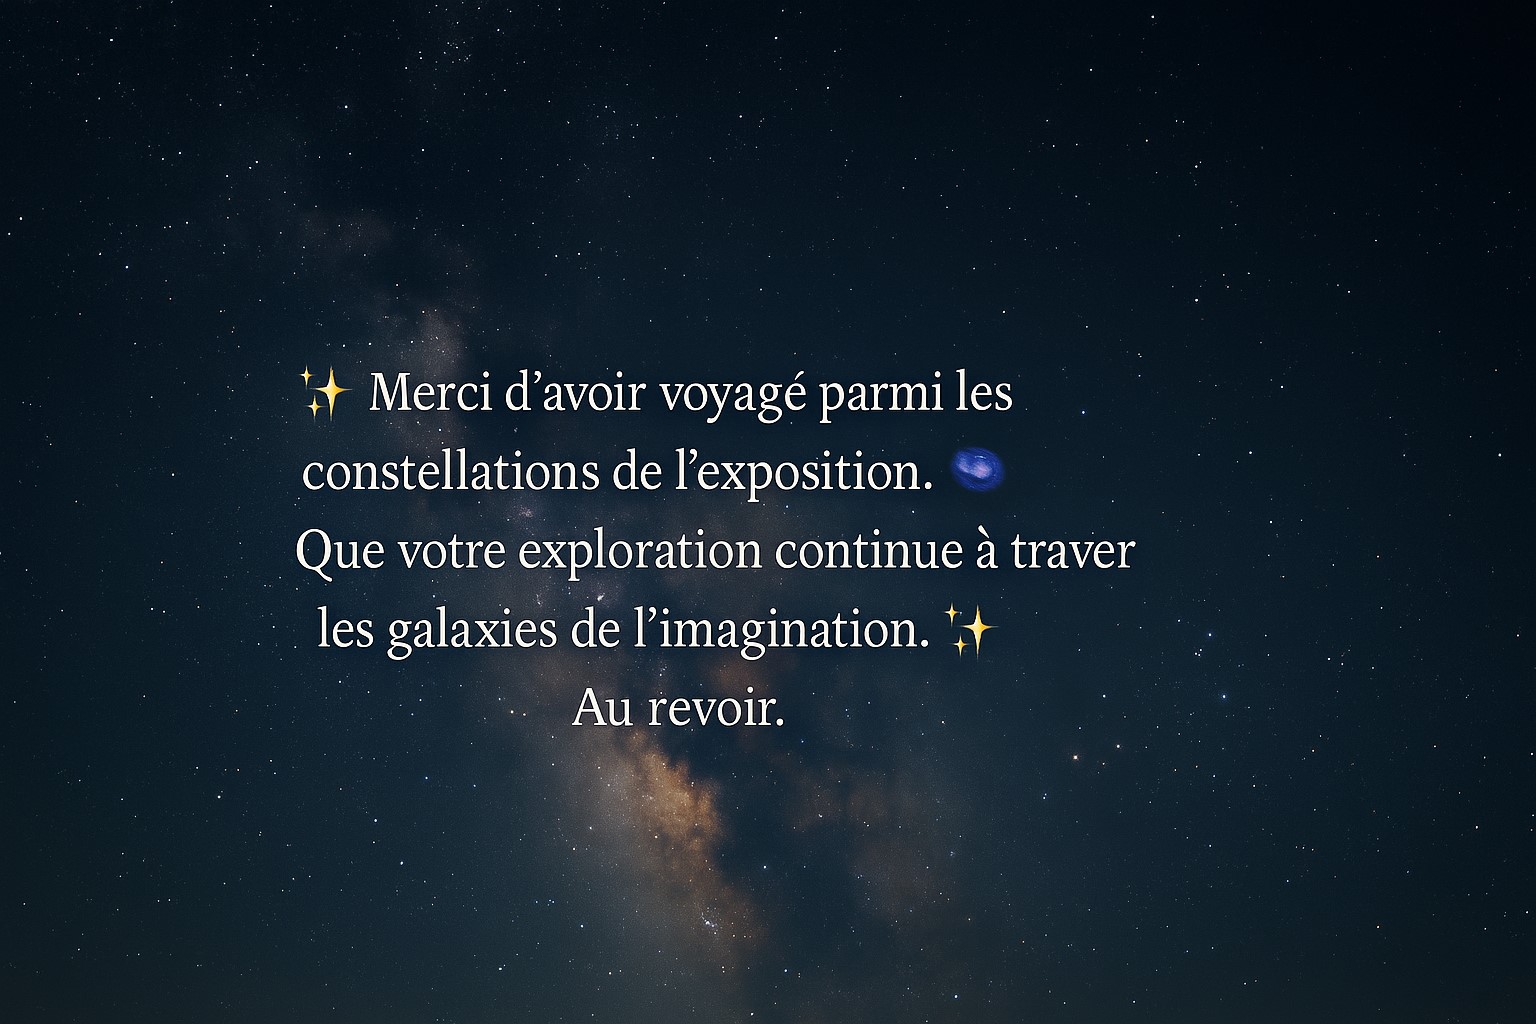 ✨ Merci d’avoir voyagé parmi les
constellations de l’exposition. 🌌
Que votre exploration continue à traver
les galaxies de l’imagination. ✨
Au revoir.